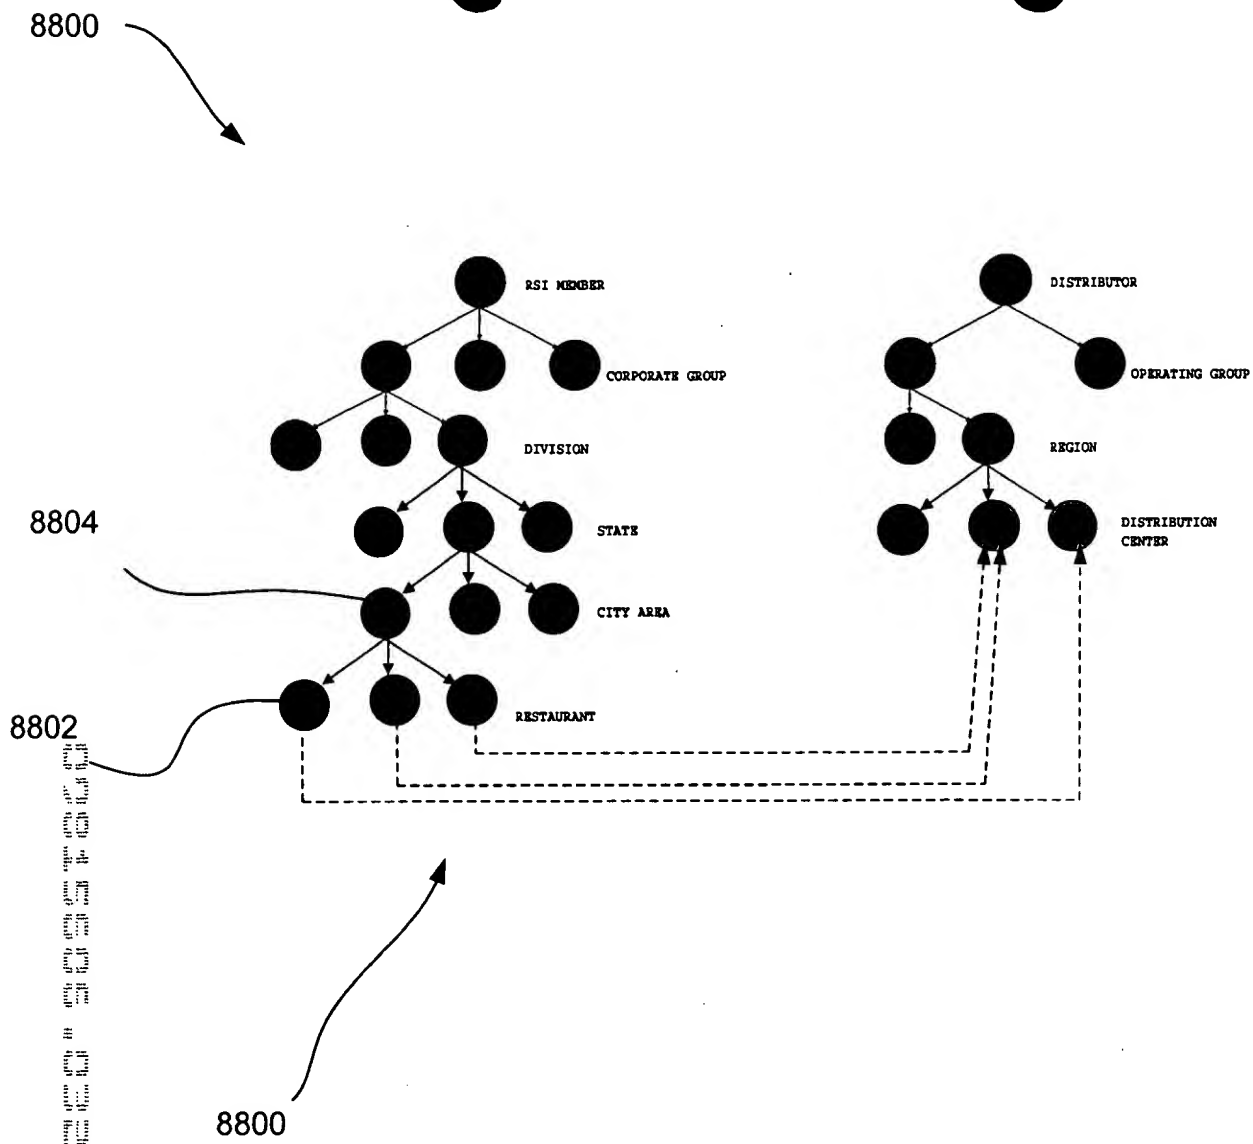 8800
RSI MEMBER
DISTRIBUTOR
CORPORATE GROUP
OPERATING GROUP
DIVISION
REGION
8804
STATE
DISTRIBUTION
CENTER
CITY AREA
8802
RESTAURANT
8800